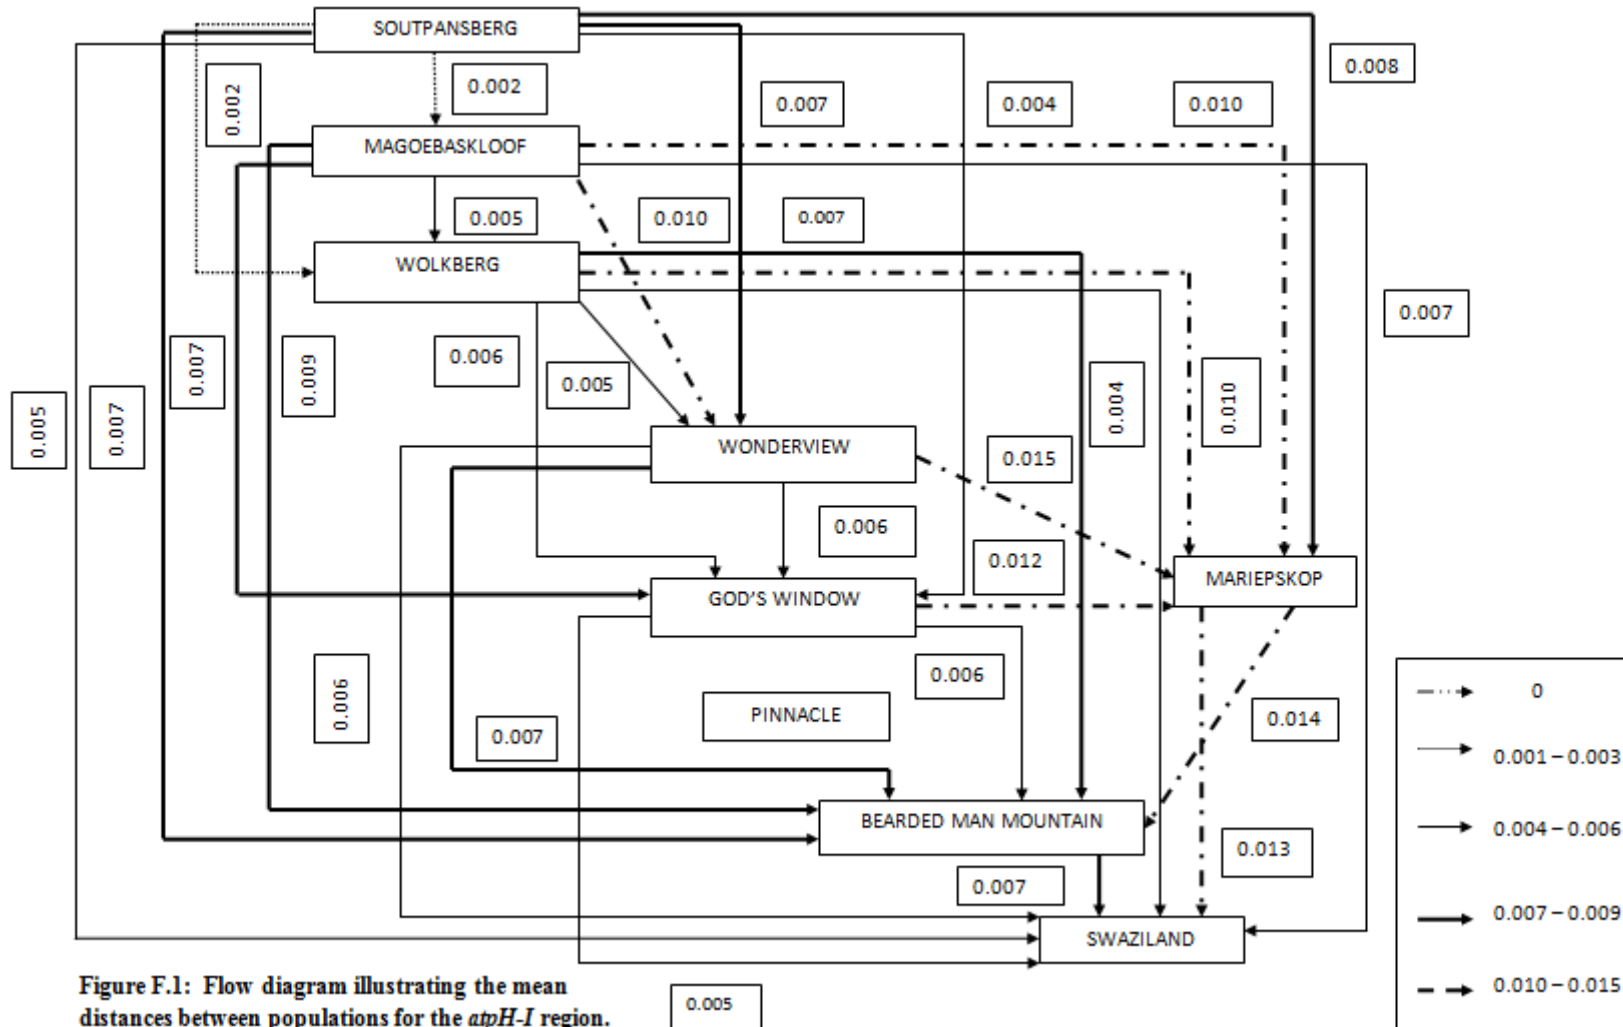 SOUTPANSBERG
0.008
0.002
0.002
0.007
0.004
0.010
MAGOEBASKLOOF
0.005
0.010
0.007
WOLKBERG
0.007
0.007
0.009
0.006
0.005
0.004
0.010
0.005
0.007
WONDERVIEW
0.015
0.006
0.012
MARIEPSKOP
GOD'S WINDOW
0.006
0.006
PINNACLE
0.007
0.014
0
0.001 – 0.003
BEARDED MAN MOUNTAIN
0.004 – 0.006
0.013
0.007
0.007 – 0.009
SWAZILAND
0.010 – 0.015
0.005
Figure F.1: Flow diagram illustrating the mean
distances between populations for the atpH-I region.